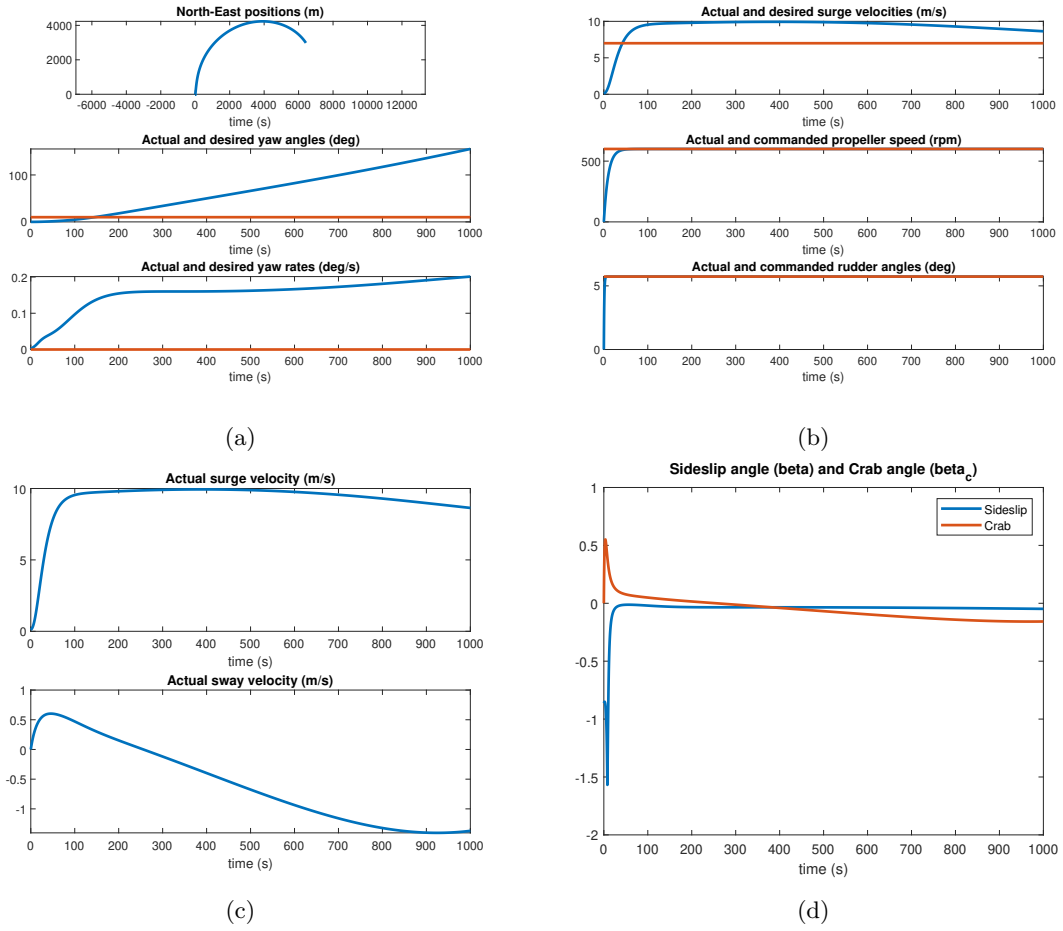 North-East positions (m)
4000
2000
0
-6000 -4000 -2000 0 2000 4000 6000 8000 10000 12000
time (s)
Actual and desired yaw angles (deg)
100
0
0 100 200 300 400 500 600 700 800 900 1000
time (s)
Actual and desired yaw rates (deg/s)
0.2
0.1
0
0 100 200 300 400 500 600 700 800 900 1000
time (s)
(a)
Actual and desired surge velocities (m/s)
10
5
0
0 100 200 300 400 500 600 700 800 900 1000
time (s)
Actual and commanded propeller speed (rpm)
500
0
0 100 200 300 400 500 600 700 800 900 1000
time (s)
Actual and commanded rudder angles (deg)
5
0
0 100 200 300 400 500 600 700 800 900 1000
time (s)
(b)
Actual surge velocity (m/s)
10
5
0
0 100 200 300 400 500 600 700 800 900 1000
time (s)
Actual sway velocity (m/s)
1
0.5
0
-0.5
-1
0 100 200 300 400 500 600 700 800 900 1000
time (s)
(c)
Sideslip angle (beta) and Crab angle (beta_c)
1
0.5
0
-0.5
-1
-1.5
-2
Sideslip
Crab
0 100 200 300 400 500 600 700 800 900 1000
time (s)
(d)